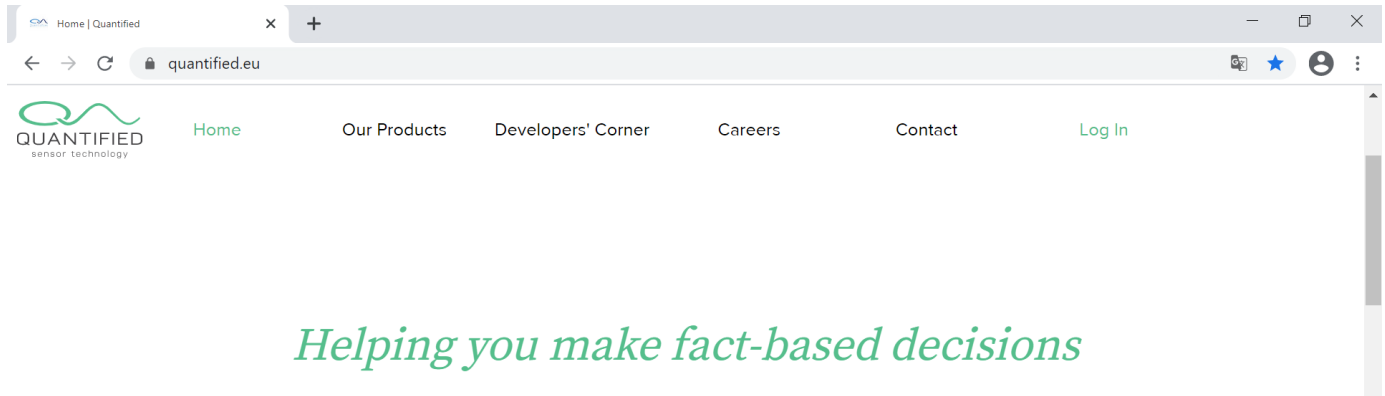 Home | Quantified
quantified.eu
QUANTIFIED
sensor technology
Home Our Products Developers' Corner Careers Contact Log In
Helping you make fact-based decisions